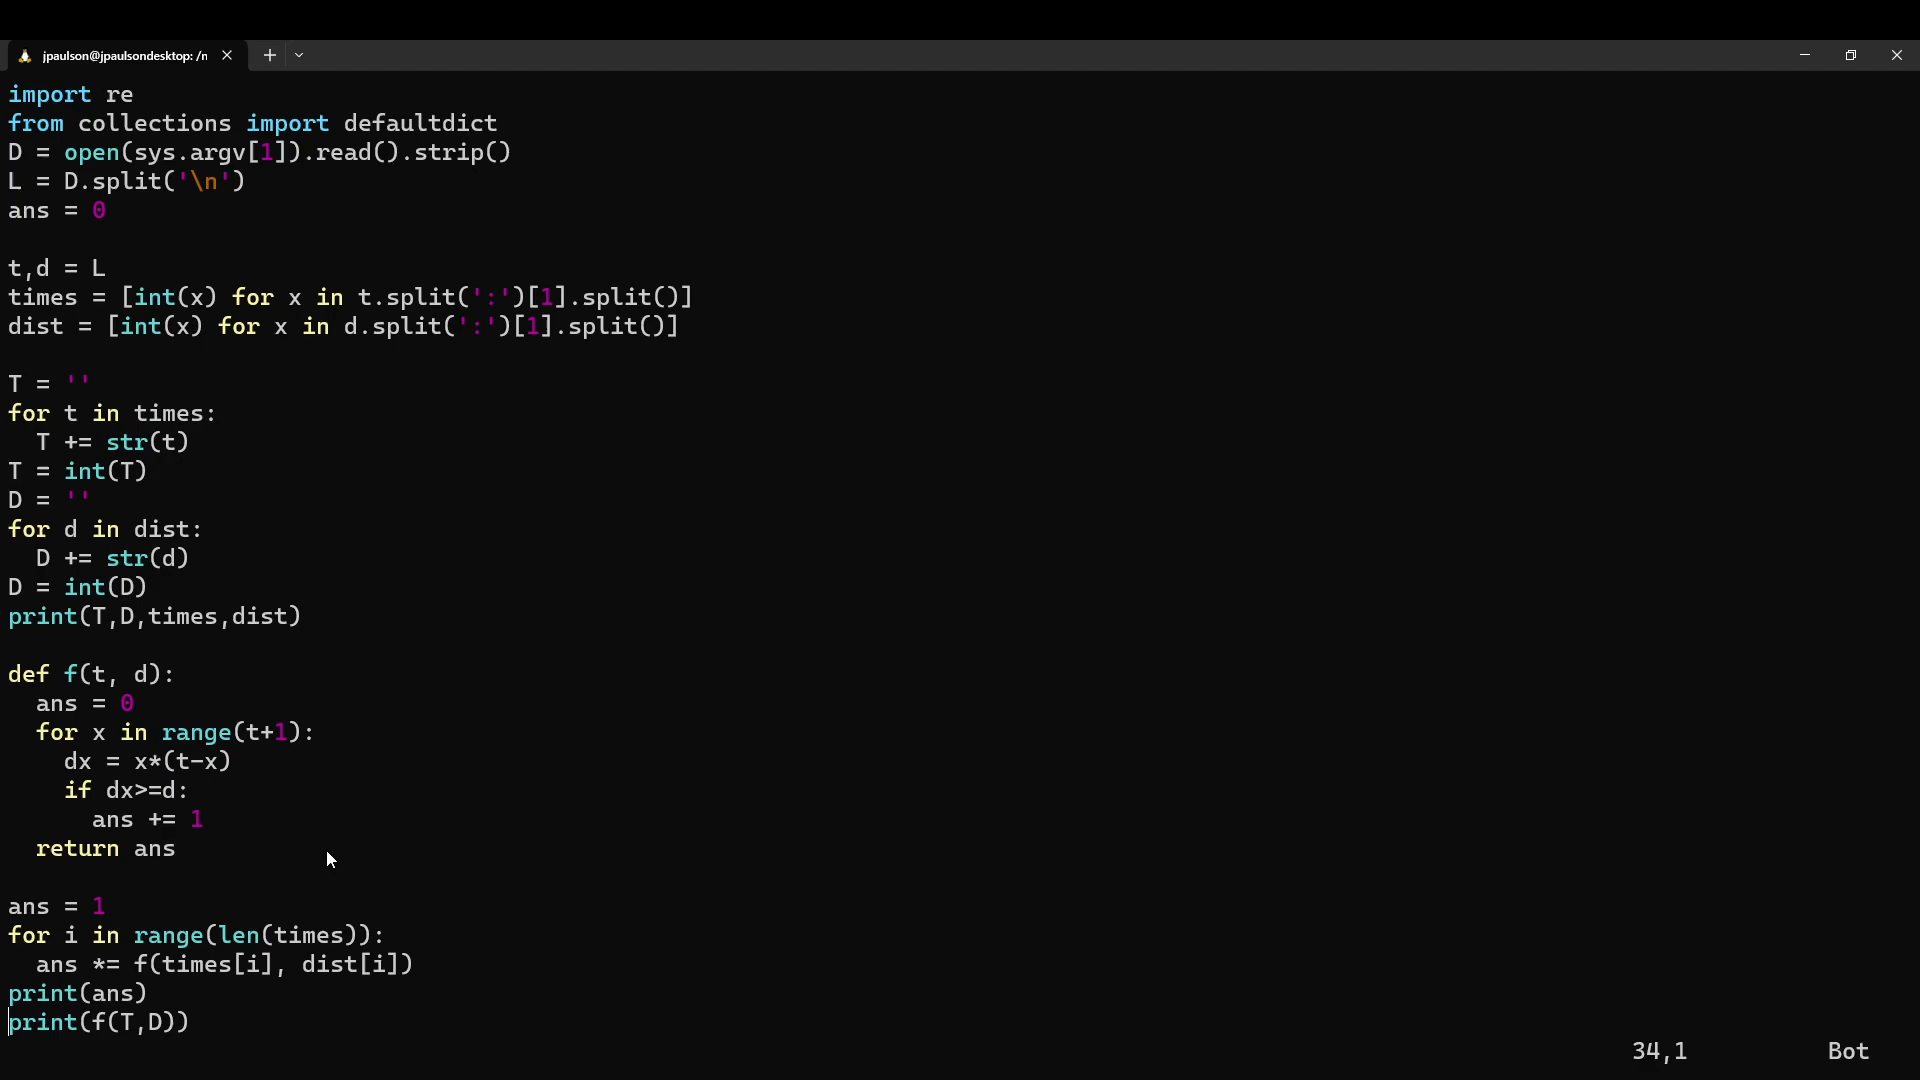 jpaulson@jpaulsondesktop: /n
import re
from collections import defaultdict
D = open(sys.argv[1]).read().strip()
L = D.split('\n')
ans = 0

t,d = L
times = [int(x) for x in t.split(':')[1].split()]
dist = [int(x) for x in d.split(':')[1].split()]

T = ''
for t in times:
  T += str(t)
T = int(T)
D = ''
for d in dist:
  D += str(d)
D = int(D)
print(T,D,times,dist)

def f(t, d):
  ans = 0
  for x in range(t+1):
    dx = x*(t-x)
    if dx>=d:
      ans += 1
  return ans

ans = 1
for i in range(len(times)):
  ans *= f(times[i], dist[i])
print(ans)
print(f(T,D))
34,1 Bot